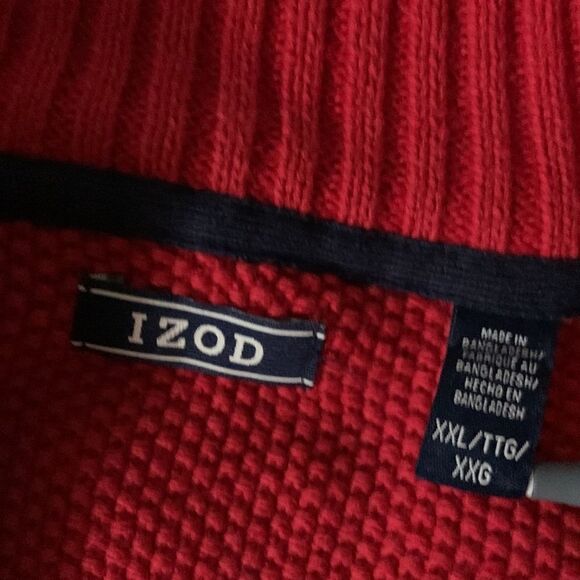 IZOD
MADE IN
BANGLADESH/
FABRIQUÉ AU
BANGLADESH/
HECHO EN
BANGLADESH
XXL/TTG/
XXG